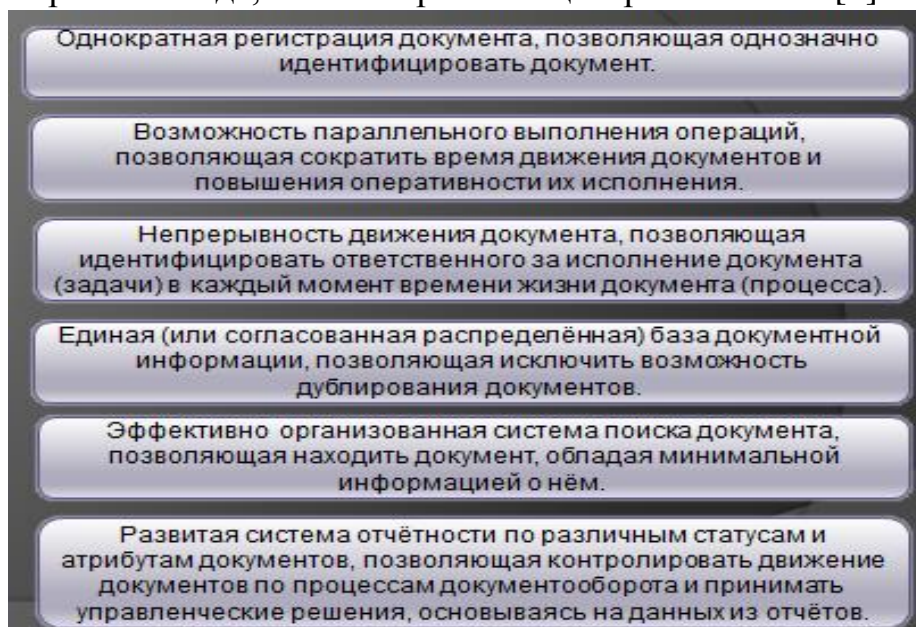 Однократная регистрация документа, позволяющая однозначно
идентифицировать документ.
Возможность параллельного выполнения операций,
позволяющая сократить время движения документов и
повышения оперативности их исполнения.
Непрерывность движения документа, позволяющая
идентифицировать ответственного за исполнение документа
(задачи) в каждый момент времени жизни документа (процесса).
Единая (или согласованная распределённая) база документной
информации, позволяющая исключить возможность
дублирования документов.
Эффективно организованная система поиска документа,
позволяющая находить документ, обладая минимальной
информацией о нём.
Развитая система отчётности по различным статусам и
атрибутам документов, позволяющая контролировать движение
документов по процессам документооборота и принимать
управленческие решения, основываясь на данных из отчётов.